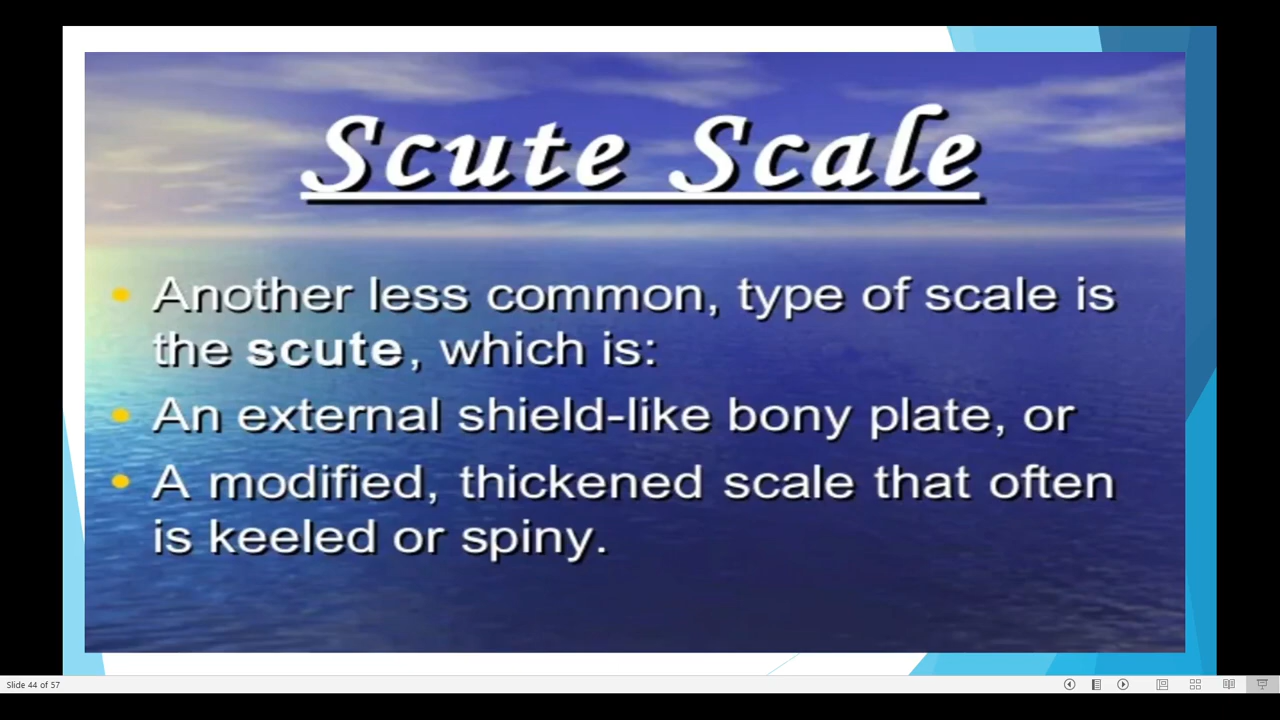 Scute Scale
Another less common, type of scale is
the scute, which is:
An external shield-like bony plate, or
A modified, thickened scale that often
is keeled or spiny.
Slide 44 of 57